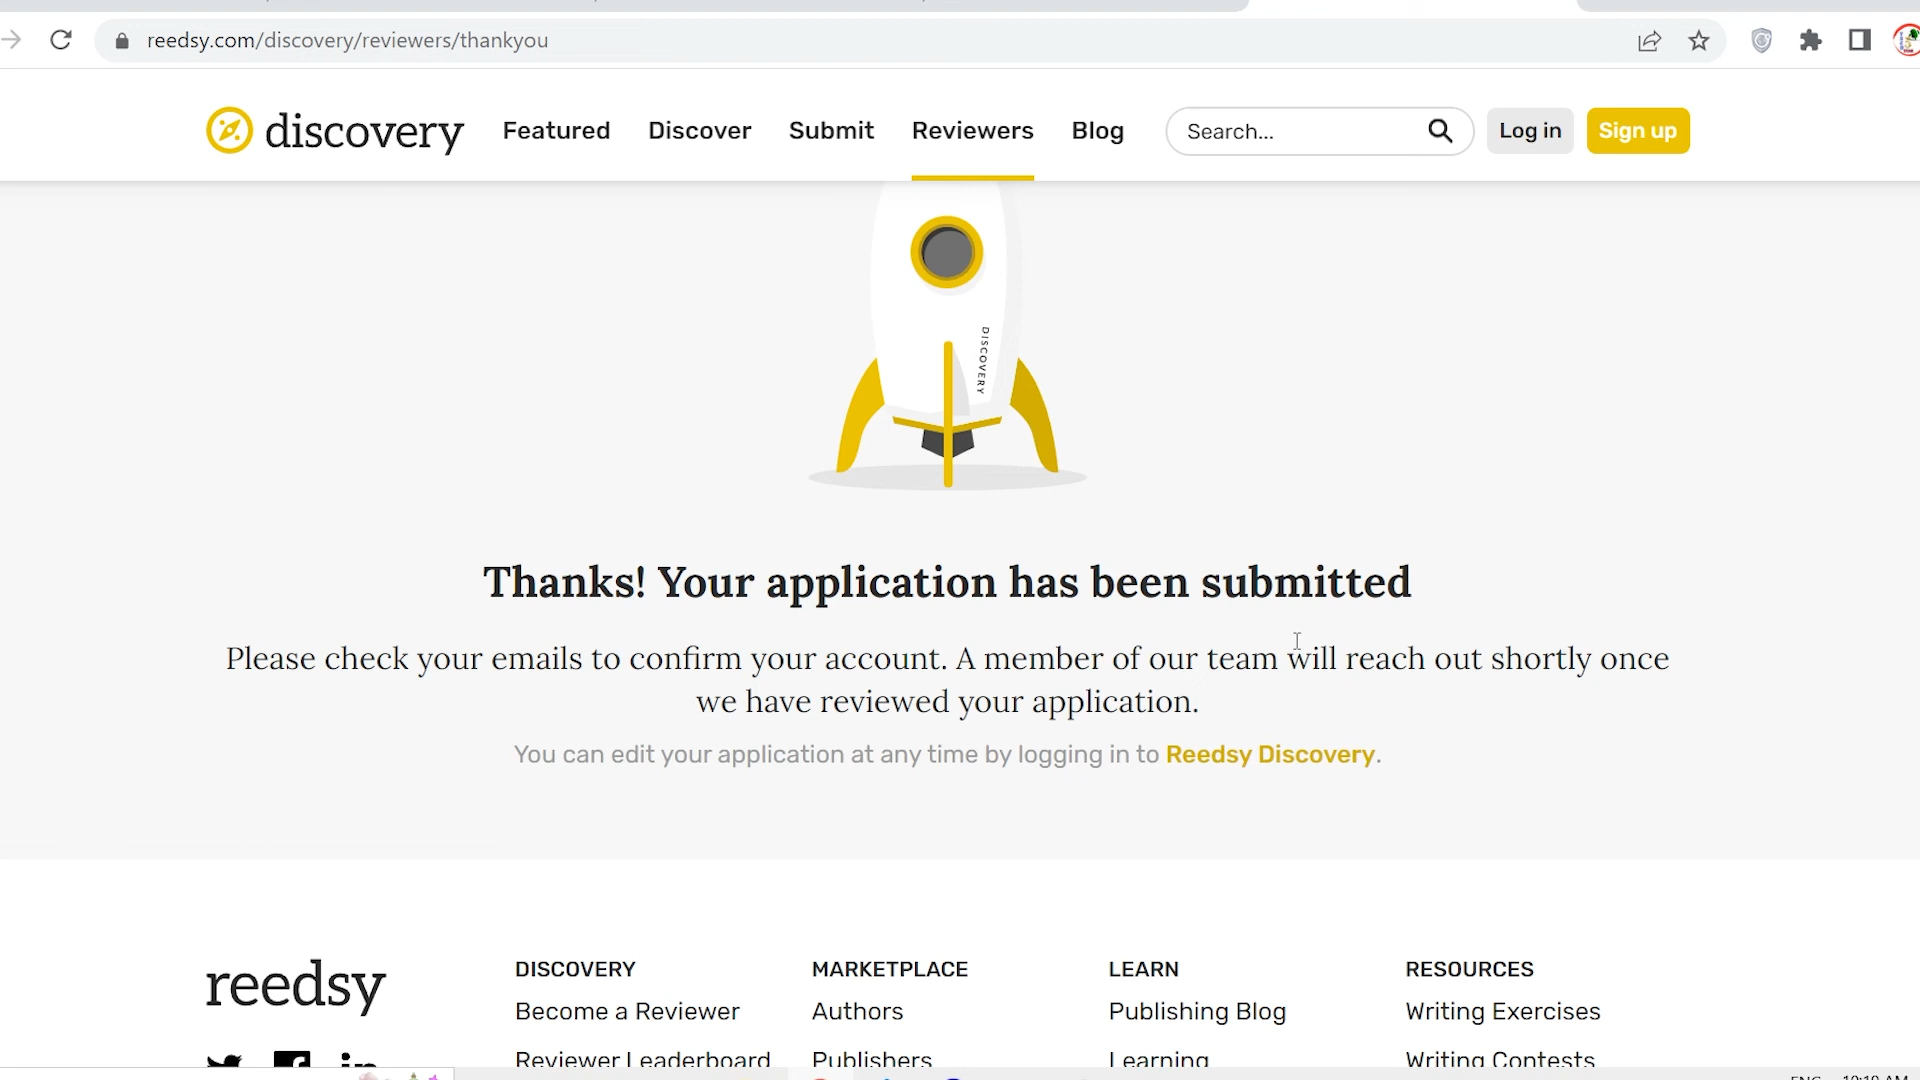 reedsy.com/discovery/reviewers/thankyou
discovery Featured Discover Submit Reviewers Blog Search... Log in Sign up
DISCOVERY
Thanks! Your application has been submitted
Please check your emails to confirm your account. A member of our team will reach out shortly once
we have reviewed your application.
You can edit your application at any time by logging in to Reedsy Discovery.
reedsy
DISCOVERY
Become a Reviewer
Reviewer Leaderboard
MARKETPLACE
Authors
Publishers
LEARN
Publishing Blog
Learning
RESOURCES
Writing Exercises
Writing Contests